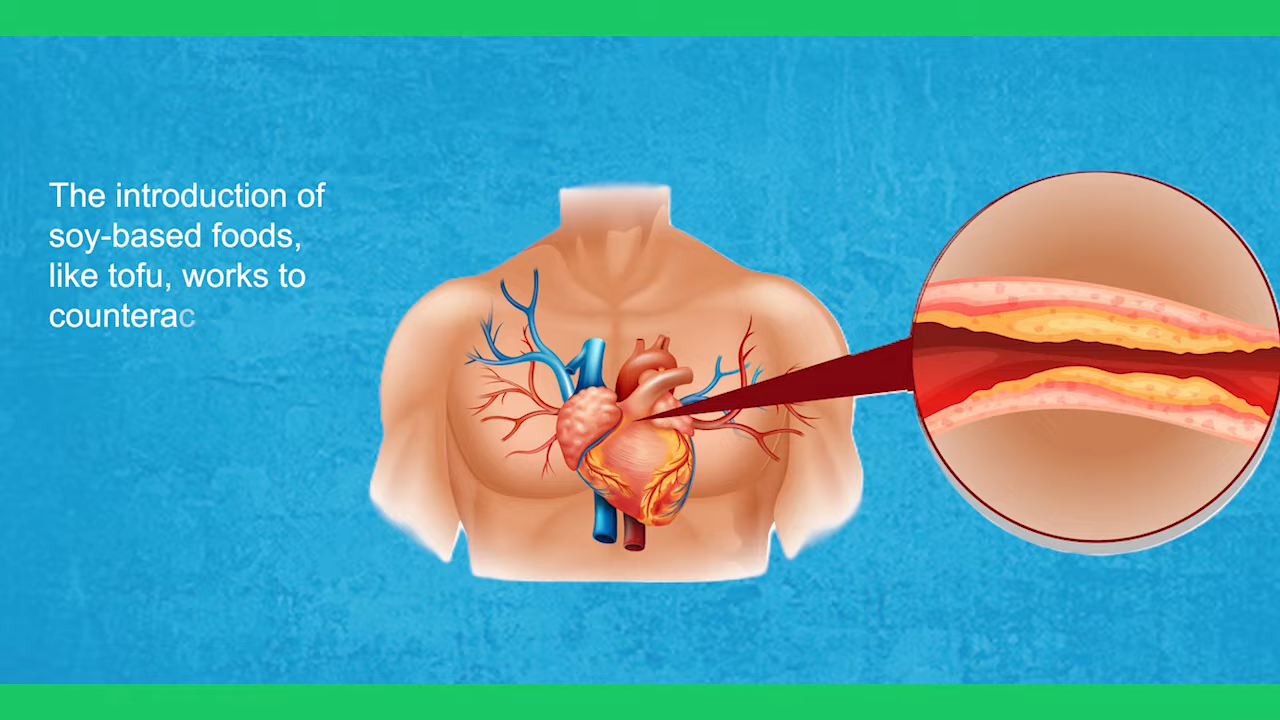 The introduction of
soy-based foods,
like tofu, works to
counterac